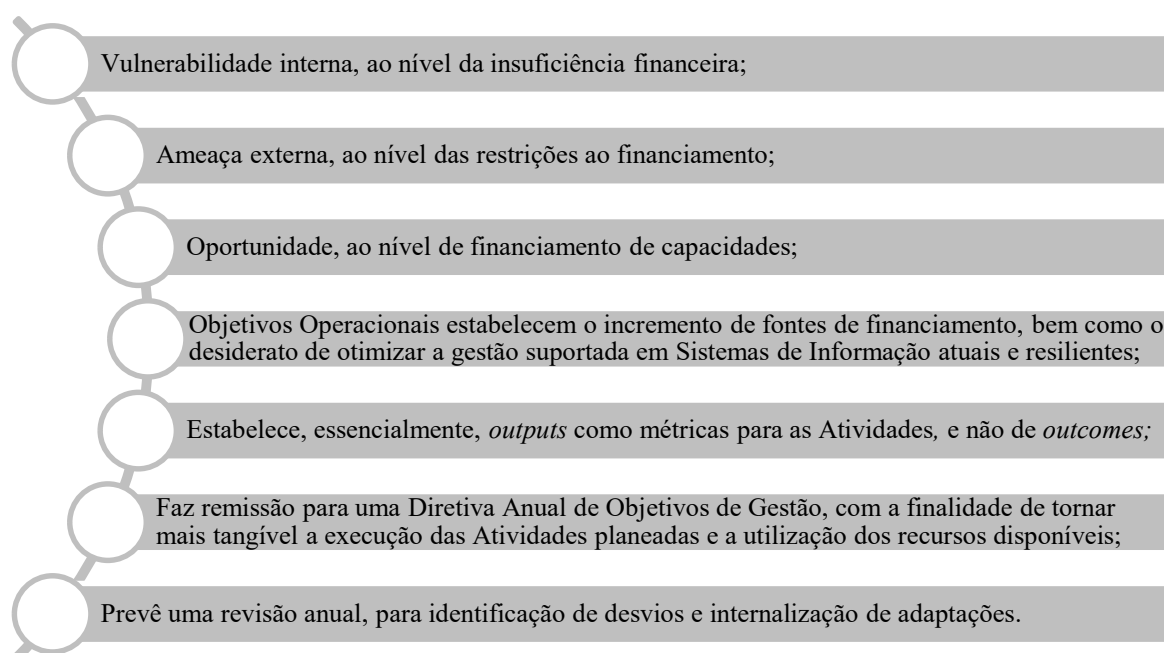 Vulnerabilidade interna, ao nível da insuficiência financeira;
Ameaça externa, ao nível das restrições ao financiamento;
Oportunidade, ao nível de financiamento de capacidades;
Objetivos Operacionais estabelecem o incremento de fontes de financiamento, bem como o
desiderato de otimizar a gestão suportada em Sistemas de Informação atuais e resilientes;
Estabelece, essencialmente, outputs como métricas para as Atividades, e não de outcomes;
Faz remissão para uma Diretiva Anual de Objetivos de Gestão, com a finalidade de tornar
mais tangível a execução das Atividades planeadas e a utilização dos recursos disponíveis;
Prevê uma revisão anual, para identificação de desvios e internalização de adaptações.